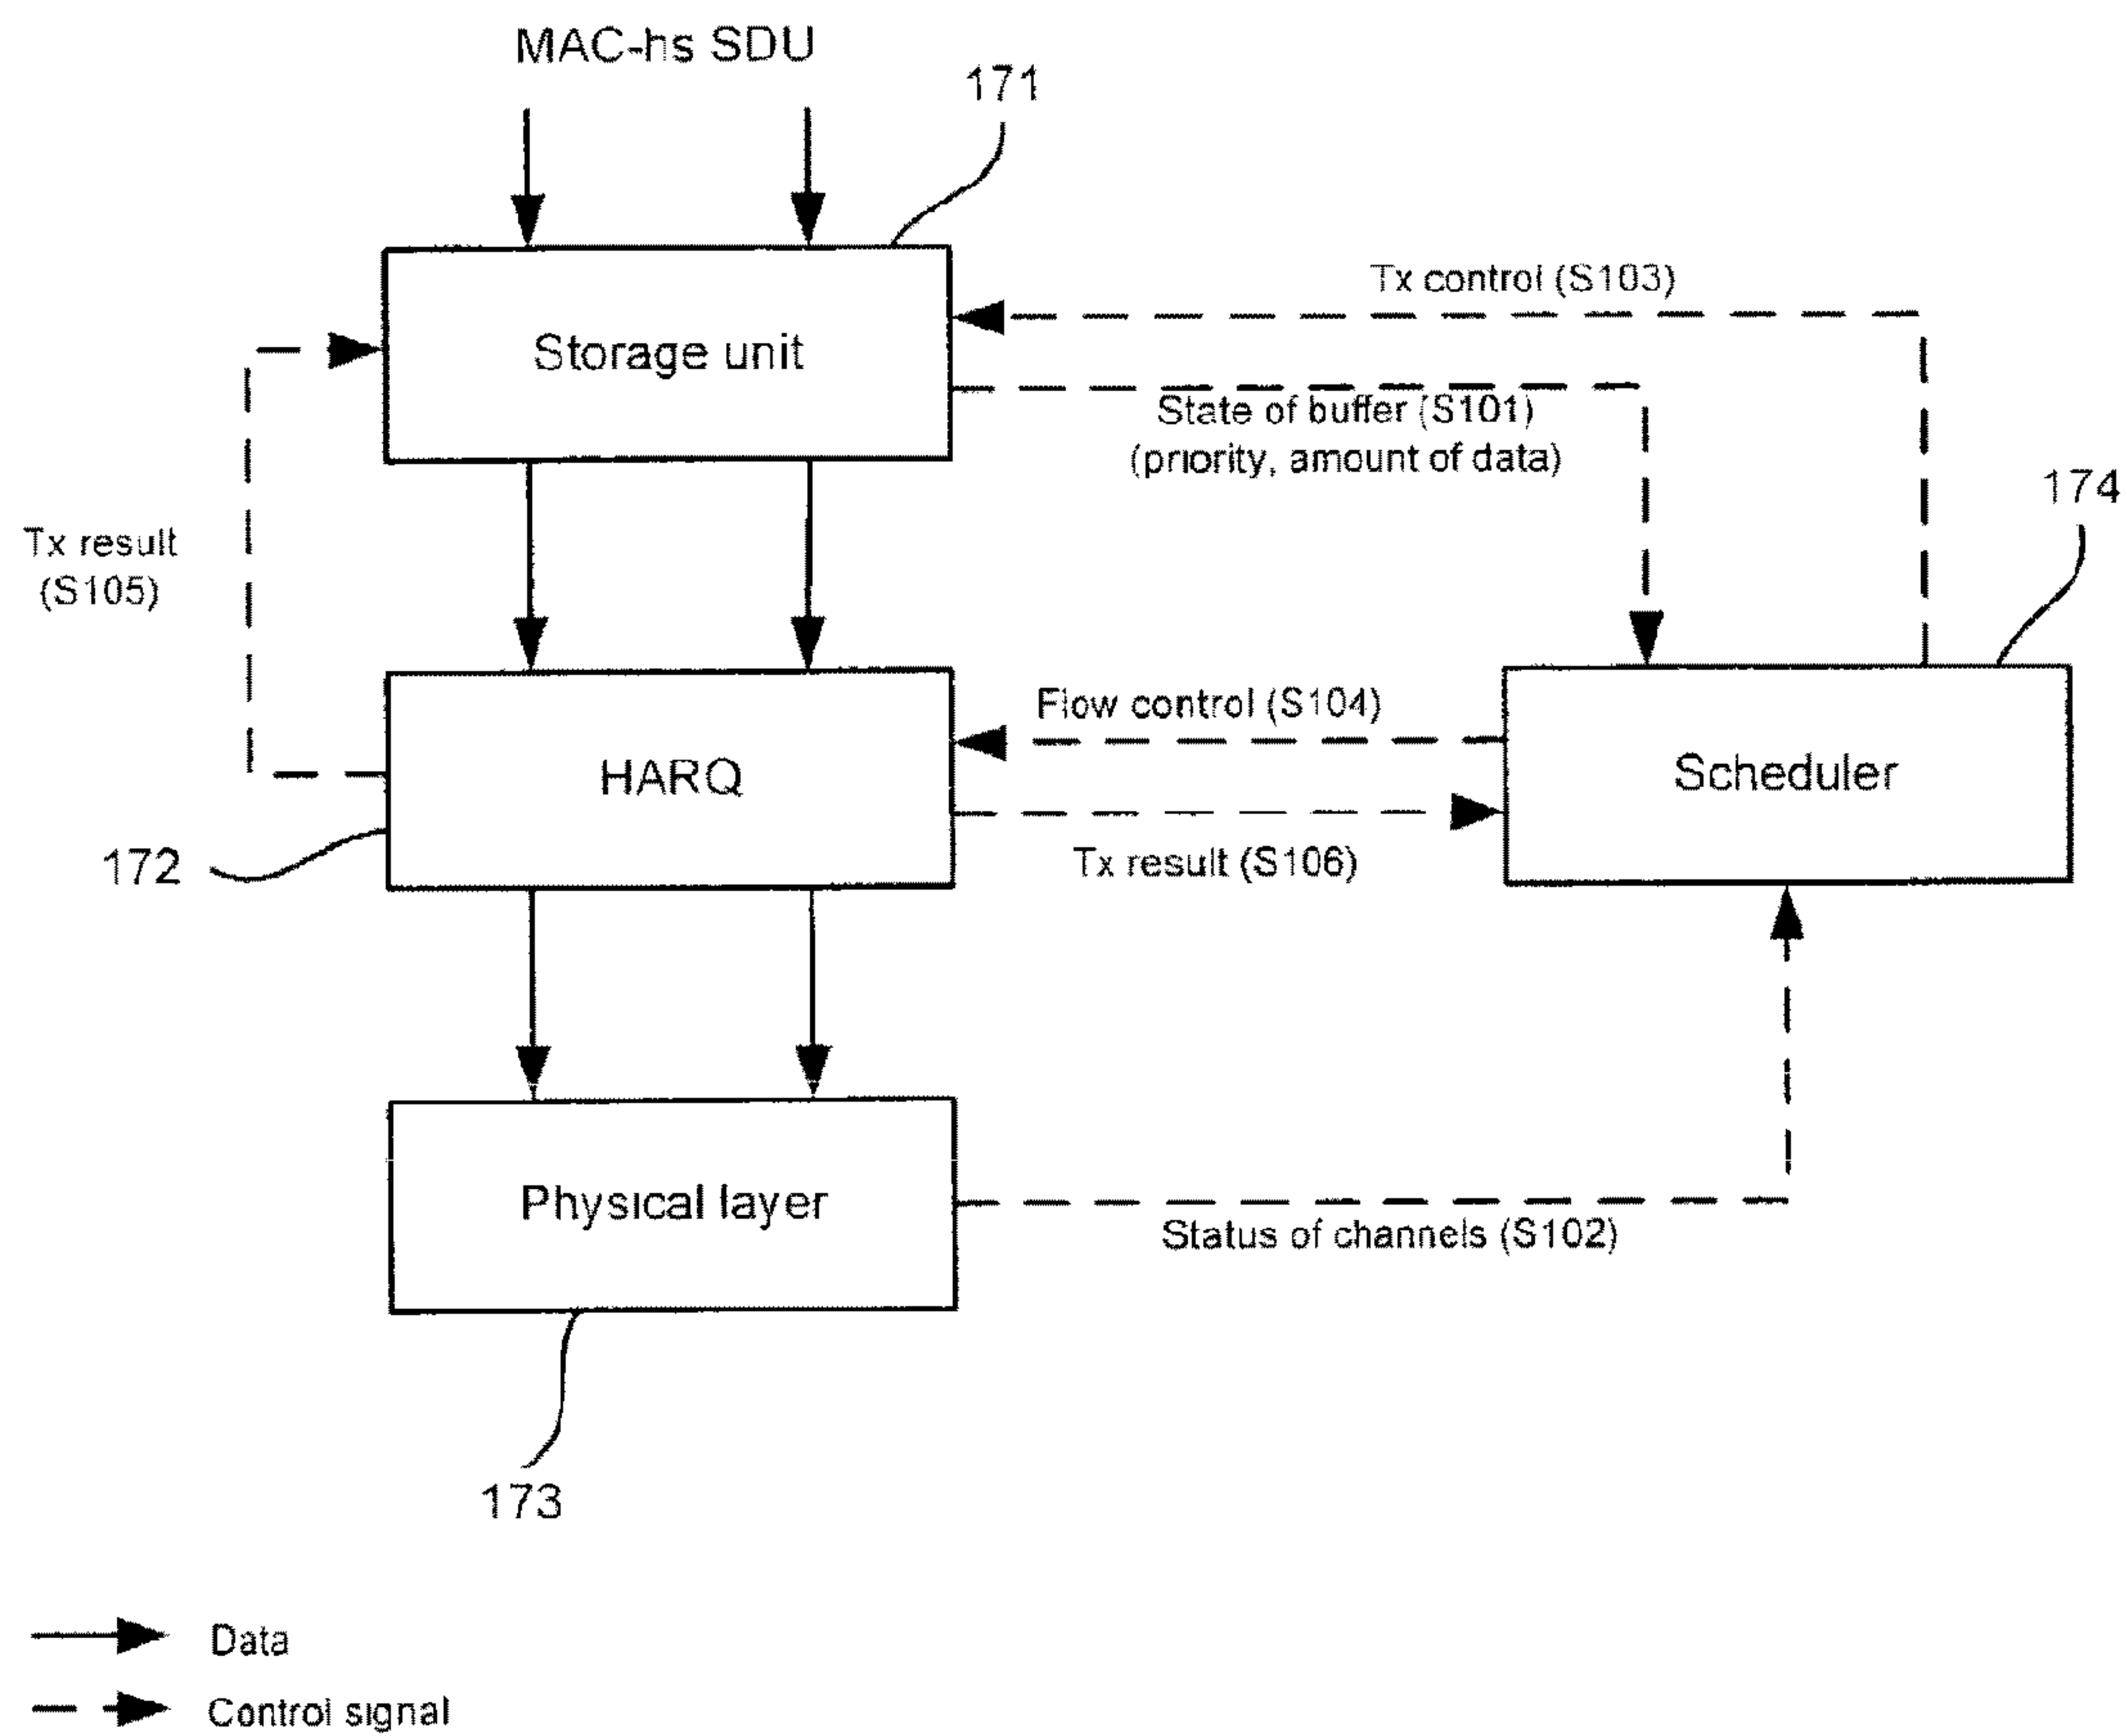 MAC-hs SDU
171
Tx control (S103)
Storage unit
State of buffer (S101)
(priority, amount of data)
174
Tx result
(S105)
Flow control (S104)
HARQ
Scheduler
172
Tx result (S106)
Physical layer
Status of channels (S102)
173
Data
Control signal